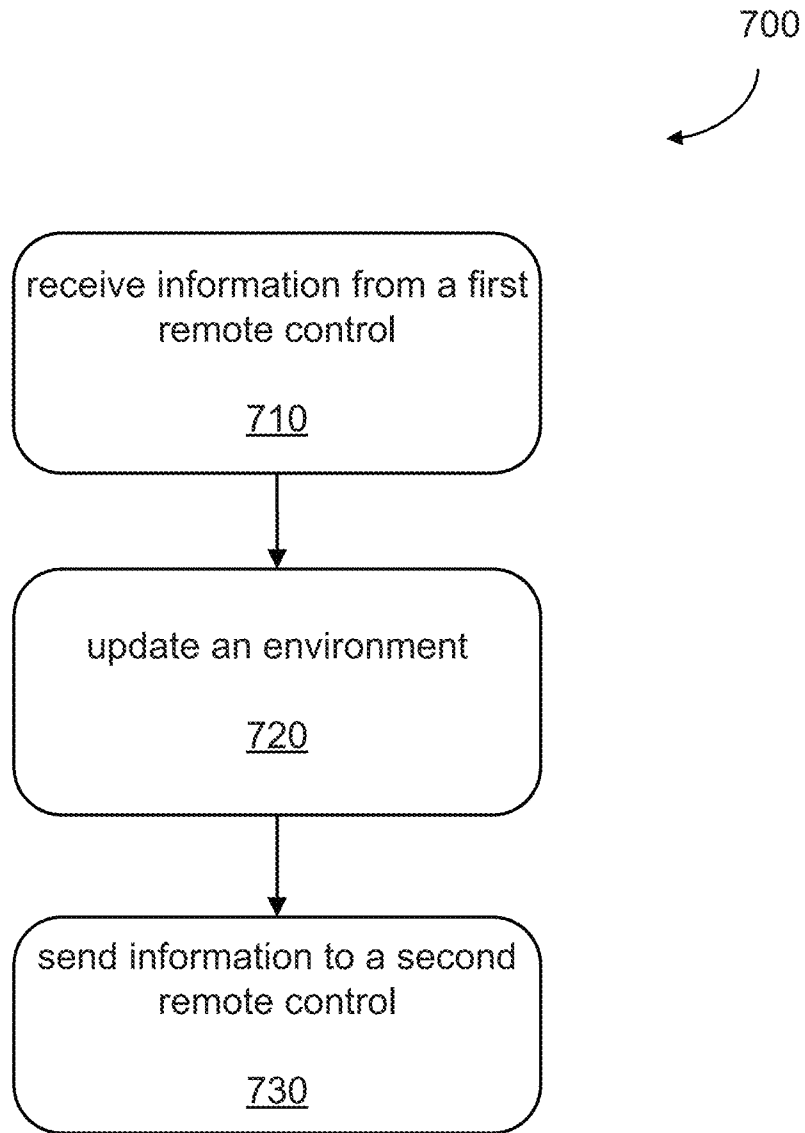 700
receive information from a first
remote control
710
update an environment
720
send information to a second
remote control
730